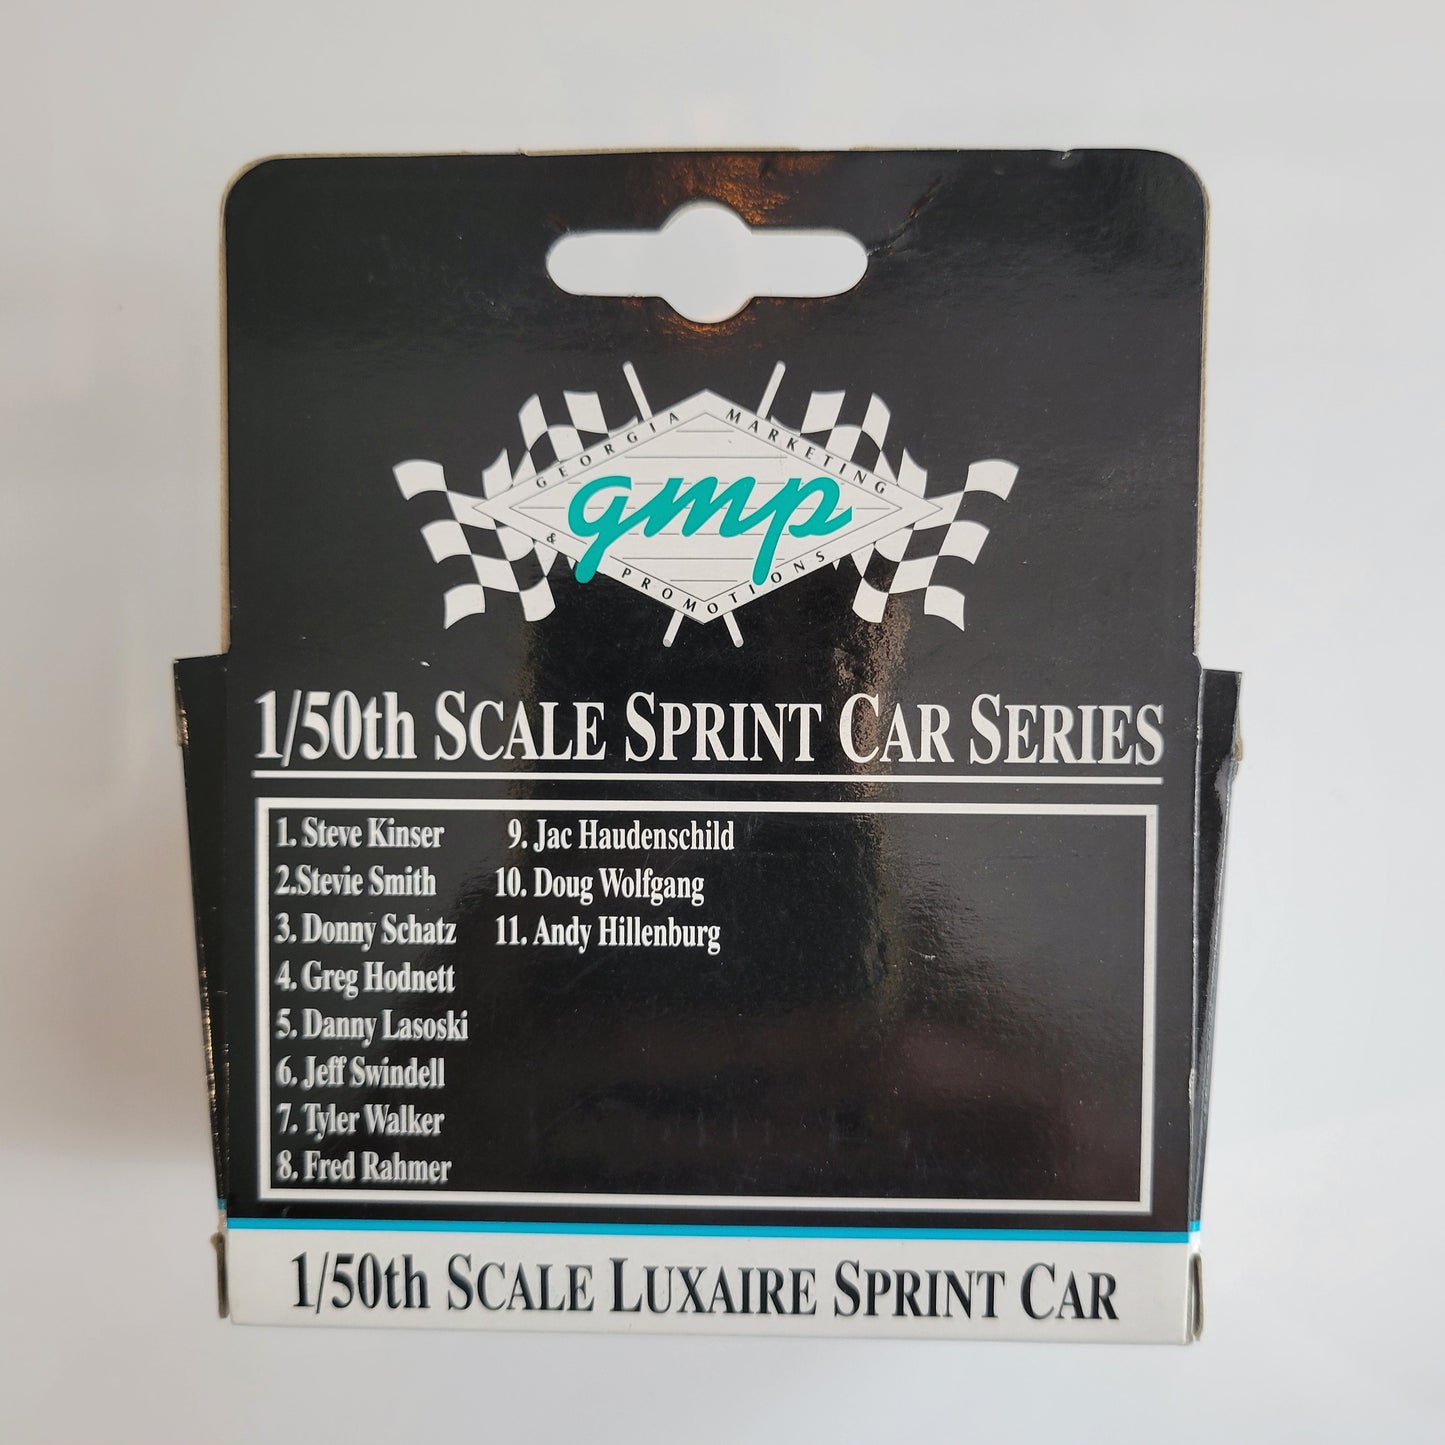 GEORGIA MARKETING
gmp
& PROMOTIONS
1/50th SCALE SPRINT CAR SERIES
1. Steve Kinser
2.Stevie Smith
3. Donny Schatz
4. Greg Hodnett
5. Danny Lasoski
6. Jeff Swindell
7. Tyler Walker
8. Fred Rahmer
9. Jac Haudenschild
10. Doug Wolfgang
11. Andy Hillenburg
1/50th SCALE LUXAIRE SPRINT CAR